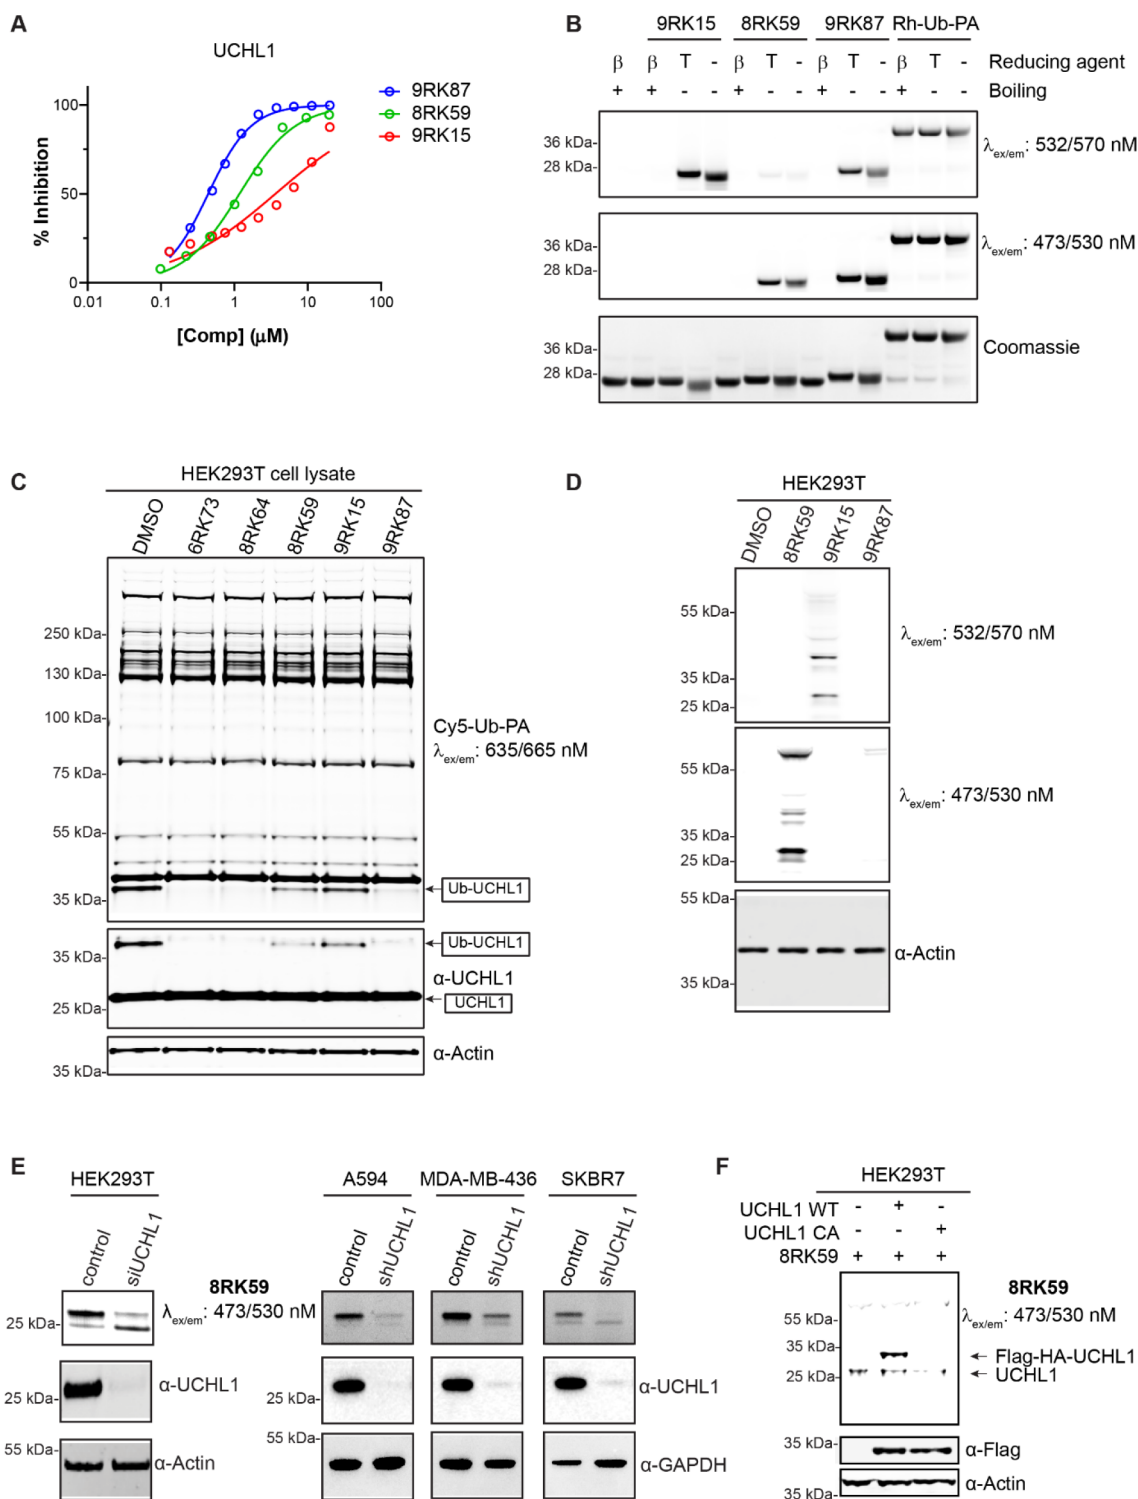 A
UCHL1
9RK87
8RK59
9RK15
100
50
0
% Inhibition
0.01 0.1 1 10 100
[Comp] (μM)
B
9RK15 8RK59 9RK87 Rh-Ub-PA
β β T - β T - β T - β T - Reducing agent
+ + - - + - - + - - + - - Boiling
36 kDa-
28 kDa-
λex/em: 532/570 nM
36 kDa-
28 kDa-
λex/em: 473/530 nM
36 kDa-
28 kDa-
Coomassie
C
HEK293T cell lysate
DMSO 6RK73 8RK64 8RK59 9RK15 9RK87
250 kDa-
130 kDa-
100 kDa-
75 kDa-
55 kDa-
35 kDa-
Cy5-Ub-PA
λex/em: 635/665 nM
Ub-UCHL1
35 kDa-
25 kDa-
Ub-UCHL1
α-UCHL1
UCHL1
α-Actin
35 kDa-
D
HEK293T
DMSO 8RK59 9RK15 9RK87
55 kDa-
35 kDa-
25 kDa-
λex/em: 532/570 nM
55 kDa-
35 kDa-
25 kDa-
λex/em: 473/530 nM
55 kDa-
35 kDa-
α-Actin
E
HEK293T A594 MDA-MB-436 SKBR7
control siUCHL1 control shUCHL1 control shUCHL1 control shUCHL1
8RK59
λex/em: 473/530 nM
25 kDa-
25 kDa-
α-UCHL1
25 kDa-
α-UCHL1
55 kDa-
α-Actin
55 kDa-
α-GAPDH
F
HEK293T
UCHL1 WT - + -
UCHL1 CA - - +
8RK59 + + +
8RK59
λex/em: 473/530 nM
55 kDa-
35 kDa-
25 kDa-
Flag-HA-UCHL1
UCHL1
35 kDa-
α-Flag
α-Actin
35 kDa-